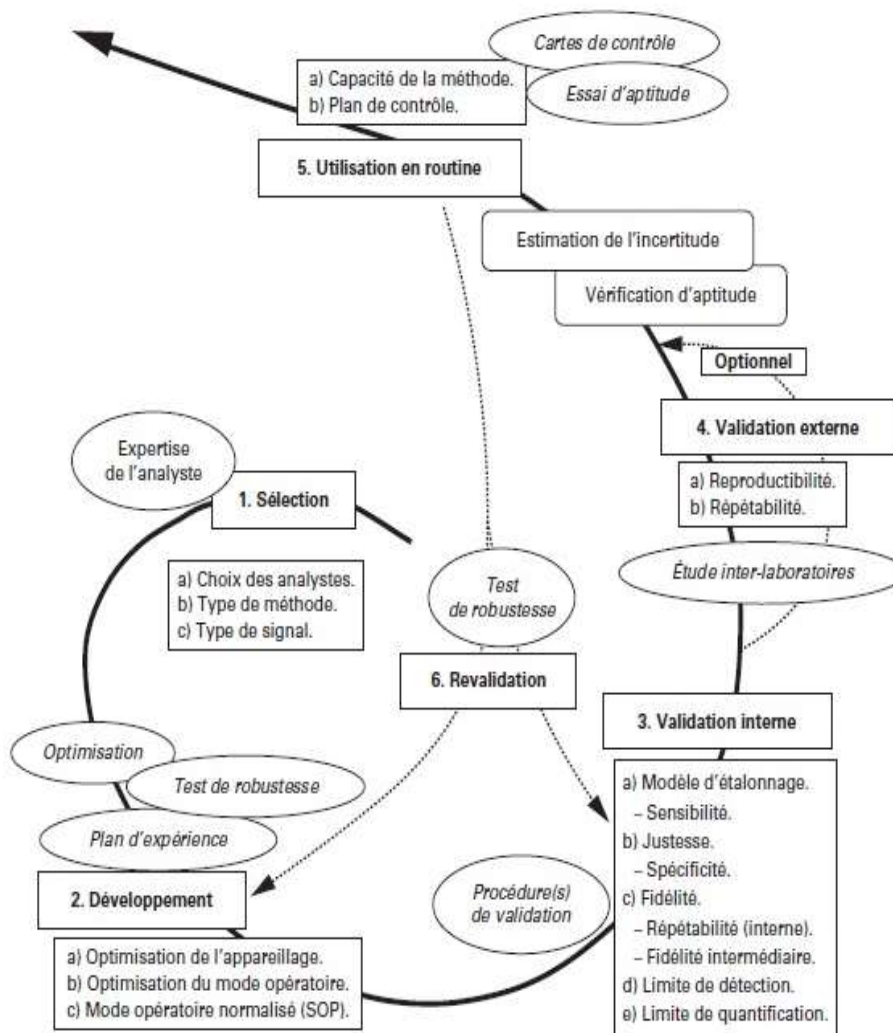 Cartes de contrôle
a) Capacité de la méthode.
b) Plan de contrôle.
Essai d'aptitude
5. Utilisation en routine
Estimation de l'incertitude
Vérification d'aptitude
Optionnel
4. Validation externe
a) Reproductibilité.
b) Répétabilité.
Étude inter-laboratoires
Expertise
de l'analyste
1. Sélection
a) Choix des analystes.
b) Type de méthode.
c) Type de signal.
Test
de robustesse
6. Revalidation
3. Validation interne
a) Modèle d'étalonnage.
– Sensibilité.
b) Justesse.
– Spécificité.
c) Fidélité.
– Répétabilité (interne).
– Fidélité intermédiaire.
d) Limite de détection.
e) Limite de quantification.
Optimisation
Test de robustesse
Plan d'expérience
2. Développement
Procédure(s)
de validation
a) Optimisation de l'appareillage.
b) Optimisation du mode opératoire.
c) Mode opératoire normalisé (SOP).